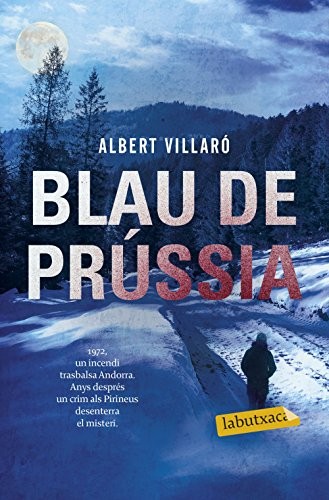 ALBERT VILLARÓ
BLAU DE
PRÚSSIA
1972,
un incendi
trasbalsa Andorra.
Anys després
un crim als Pirineus
desenterra
el misteri.
labutxaca